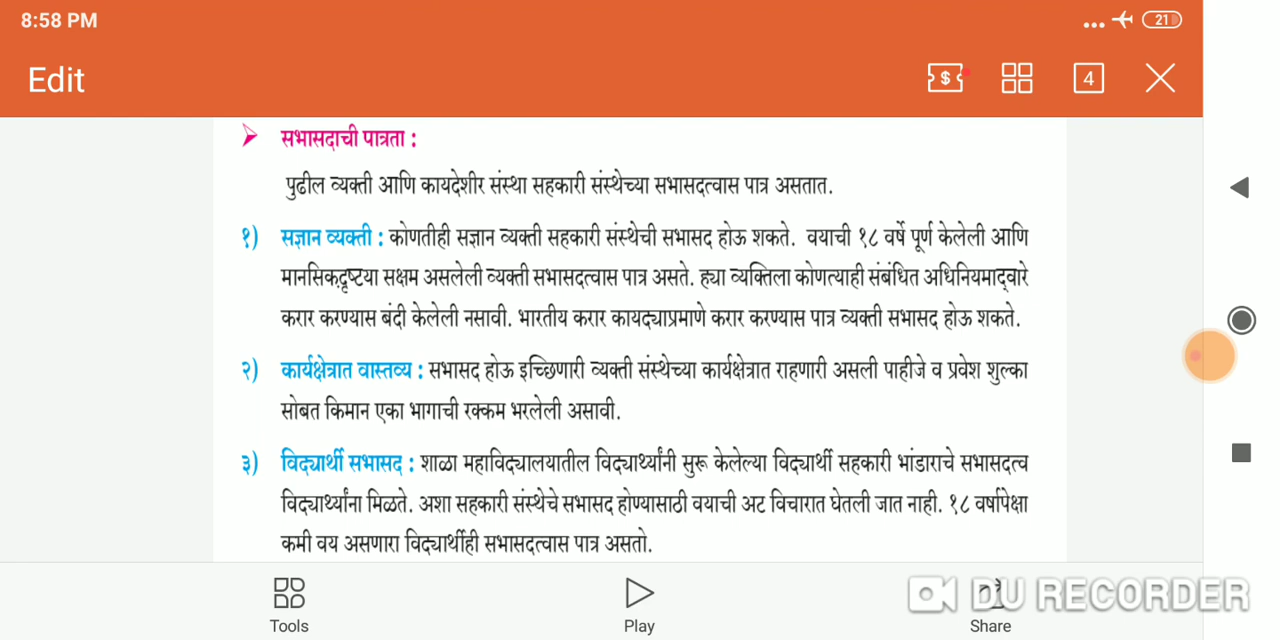 8:58 PM
21
Edit
$
4
सभासदाची पात्रता :
पुढील व्यक्ती आणि कायदेशीर संस्था सहकारी संस्थेच्या सभासदत्वास पात्र असतात.
१) सज्ञान व्यक्ती : कोणतीही सज्ञान व्यक्ती सहकारी संस्थेची सभासद होऊ शकते. वयाची १८ वर्षे पूर्ण केलेली आणि
मानसिकदृष्टया सक्षम असलेली व्यक्ती सभासदत्वास पात्र असते. ह्या व्यक्तिला कोणत्याही संबंधित अधिनियमाद्वारे
करार करण्यास बंदी केलेली नसावी. भारतीय करार कायद्याप्रमाणे करार करण्यास पात्र व्यक्ती सभासद होऊ शकते.
२) कार्यक्षेत्रात वास्तव्य : सभासद होऊ इच्छिणारी व्यक्ती संस्थेच्या कार्यक्षेत्रात राहणारी असली पाहीजे व प्रवेश शुल्का
सोबत किमान एका भागाची रक्कम भरलेली असावी.
३) विद्यार्थी सभासद : शाळा महाविद्यालयातील विद्यार्थ्यांनी सुरू केलेल्या विद्यार्थी सहकारी भांडाराचे सभासदत्व
विद्यार्थ्यांना मिळते. अशा सहकारी संस्थेचे सभासद होण्यासाठी वयाची अट विचारात घेतली जात नाही. १८ वर्षापेक्षा
कमी वय असणारा विद्यार्थीही सभासदत्वास पात्र असतो.
DU RECORDER
Tools
Play
Share